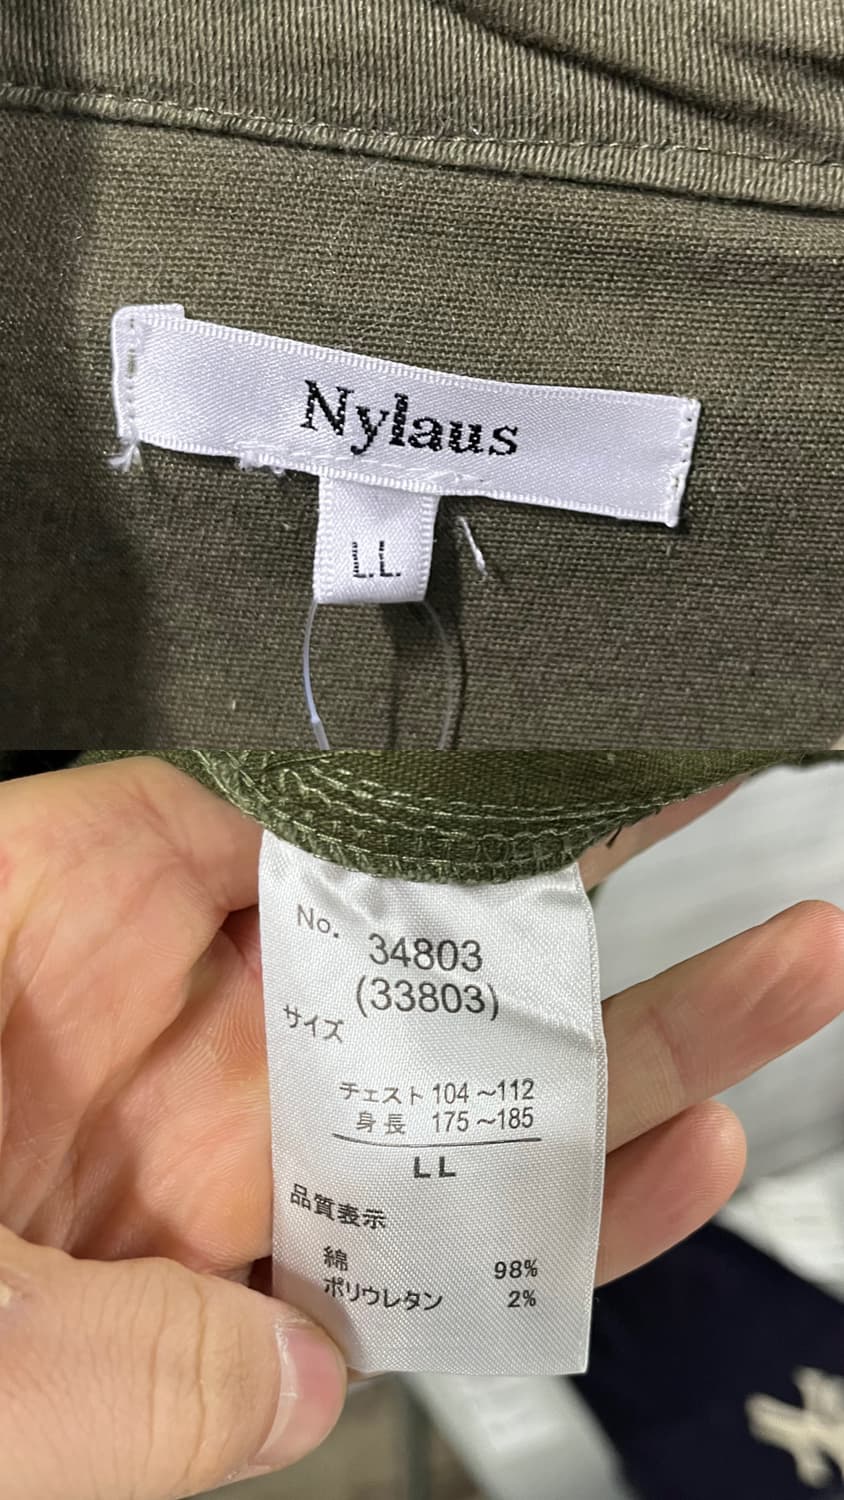 Nylaus
L.L.
No. 34803
(33803)
サイズ
チェスト 104～112
身長 175～185
LL
品質表示
綿 98%
ポリウレタン 2%